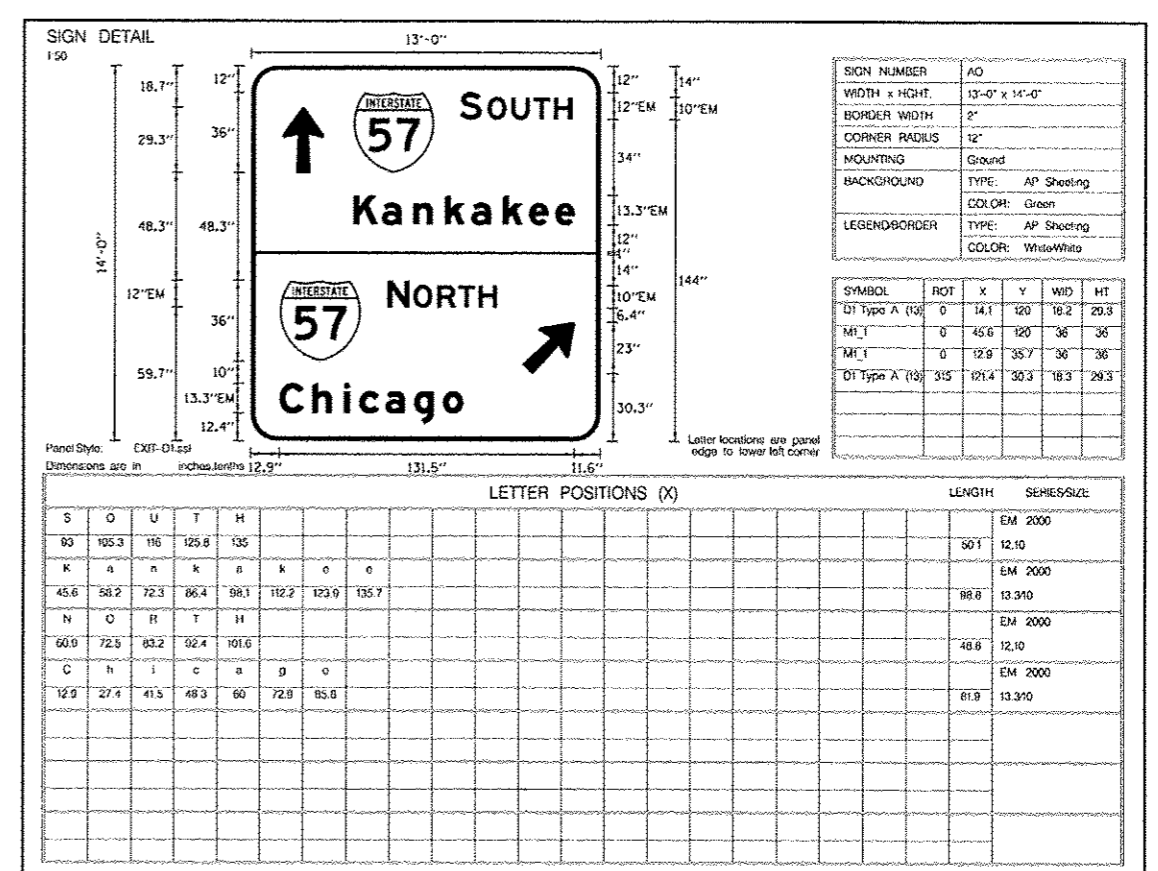 SIGN DETAIL
1:50
13'-0"
14'-0"
18.7"
29.3"
48.3"
12"EM
59.7"
12"
36"
48.3"
36"
10"
13.3"EM
12.4"
INTERSTATE
57
SOUTH
Kankakee
INTERSTATE
57
NORTH
Chicago
12"
12"EM
34"
13.3"EM
12"
14"
10"EM
6.4"
23"
30.3"
14"
10"EM
144"
12.9" 131.5" 11.6"
Panel Style: EXIT-D1.ssi
Dimensions are in inches.tenths
Letter locations are panel
edge to lower left corner
SIGN NUMBER AO
WIDTH x HGHT. 13'-0" x 14'-0"
BORDER WIDTH 2"
CORNER RADIUS 12"
MOUNTING Ground
BACKGROUND TYPE: AP Sheeting
COLOR: Green
LEGEND/BORDER TYPE: AP Sheeting
COLOR: White/White
SYMBOL ROT X Y WID HT
D1 Type A (13) 0 14.1 120 18.2 29.3
M1_1 0 45.6 120 36 36
M1_1 0 12.9 35.7 36 36
D1 Type A (13) 315 121.4 30.3 18.3 29.3
LETTER POSITIONS (X) LENGTH SERIES/SIZE
S O U T H EM 2000
93 105.3 116 125.8 135 50.1 12,10
K a n k a k e e EM 2000
45.6 58.2 72.3 86.4 98.1 112.2 123.9 135.7 98.8 13.3/10
N O R T H EM 2000
60.9 72.5 83.2 92.4 101.6 48.8 12,10
C h i c a g o EM 2000
12.9 27.4 41.5 48.3 60 72.9 85.8 81.9 13.3/10